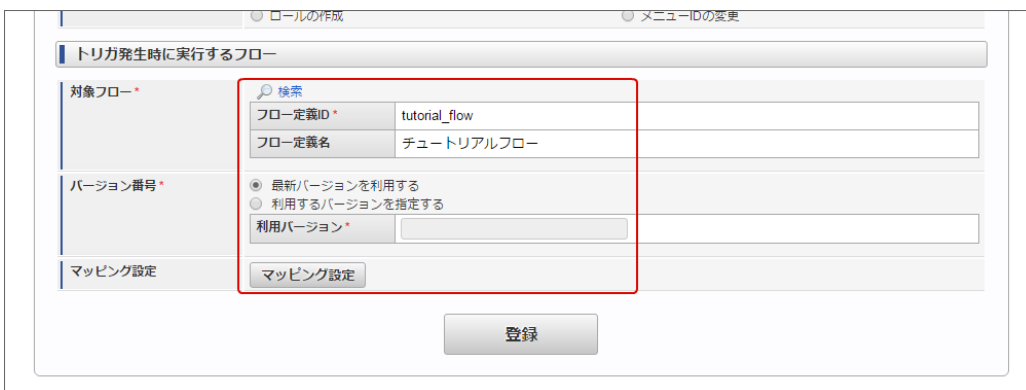 ロールの作成 メニューIDの変更
トリガ発生時に実行するフロー
対象フロー*
検索
フロー定義ID* tutorial_flow
フロー定義名 チュートリアルフロー
バージョン番号*
最新バージョンを利用する
利用するバージョンを指定する
利用バージョン*
マッピング設定 マッピング設定
登録